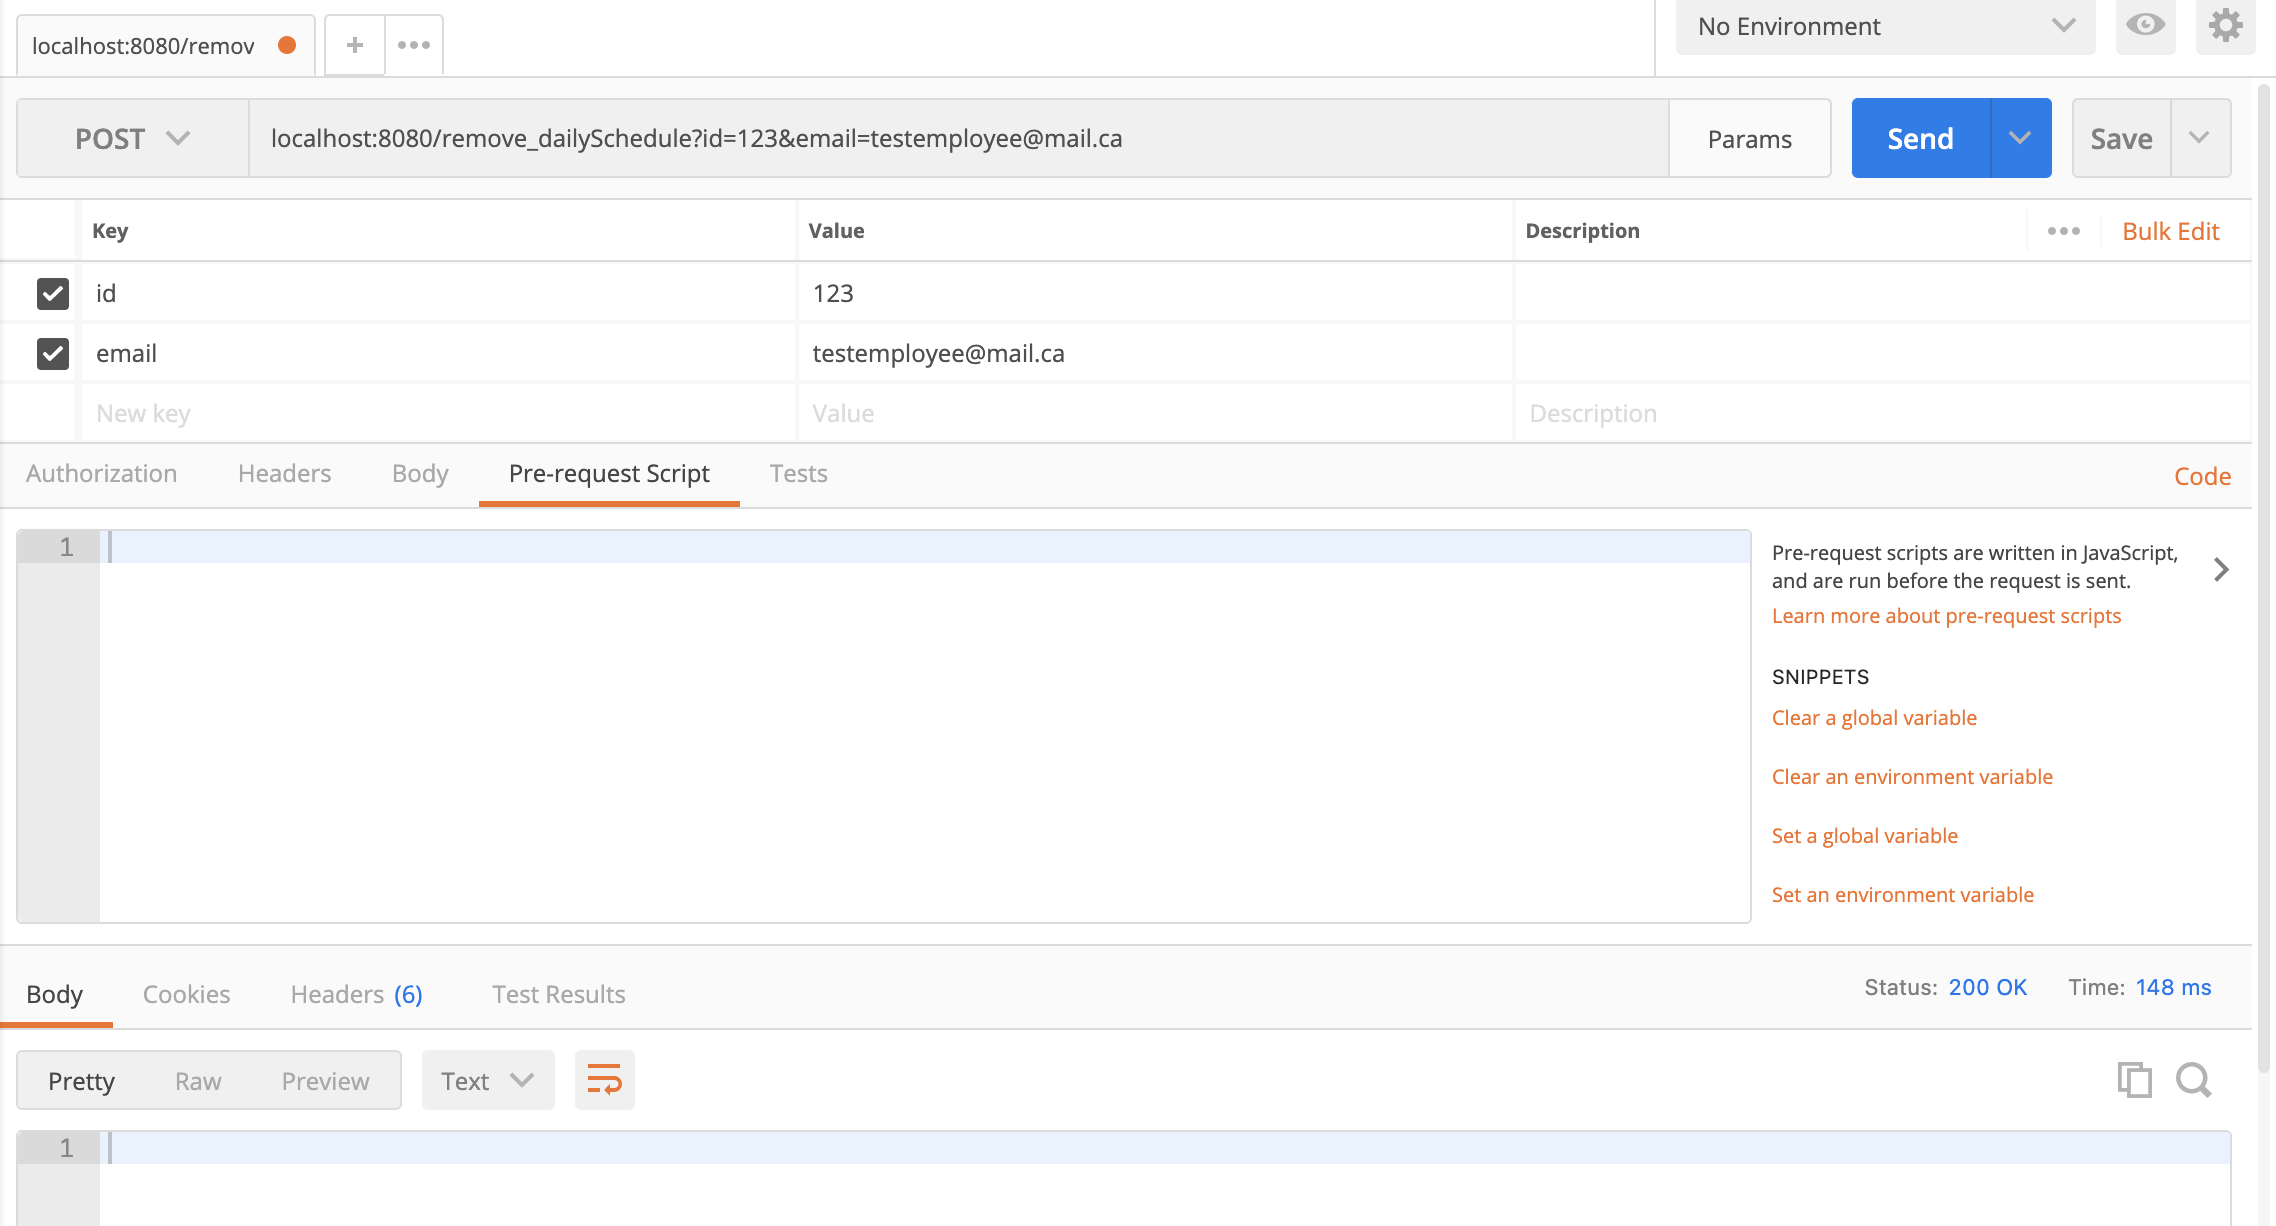 localhost:8080/remov
No Environment
POST localhost:8080/remove_dailySchedule?id=123&email=testemployee@mail.ca Params Send Save
Key Value Description Bulk Edit
id 123
email testemployee@mail.ca
New key Value Description
Authorization Headers Body Pre-request Script Tests Code
1
Pre-request scripts are written in JavaScript,
and are run before the request is sent.
Learn more about pre-request scripts
SNIPPETS
Clear a global variable
Clear an environment variable
Set a global variable
Set an environment variable
Body Cookies Headers (6) Test Results Status: 200 OK Time: 148 ms
Pretty Raw Preview Text
1